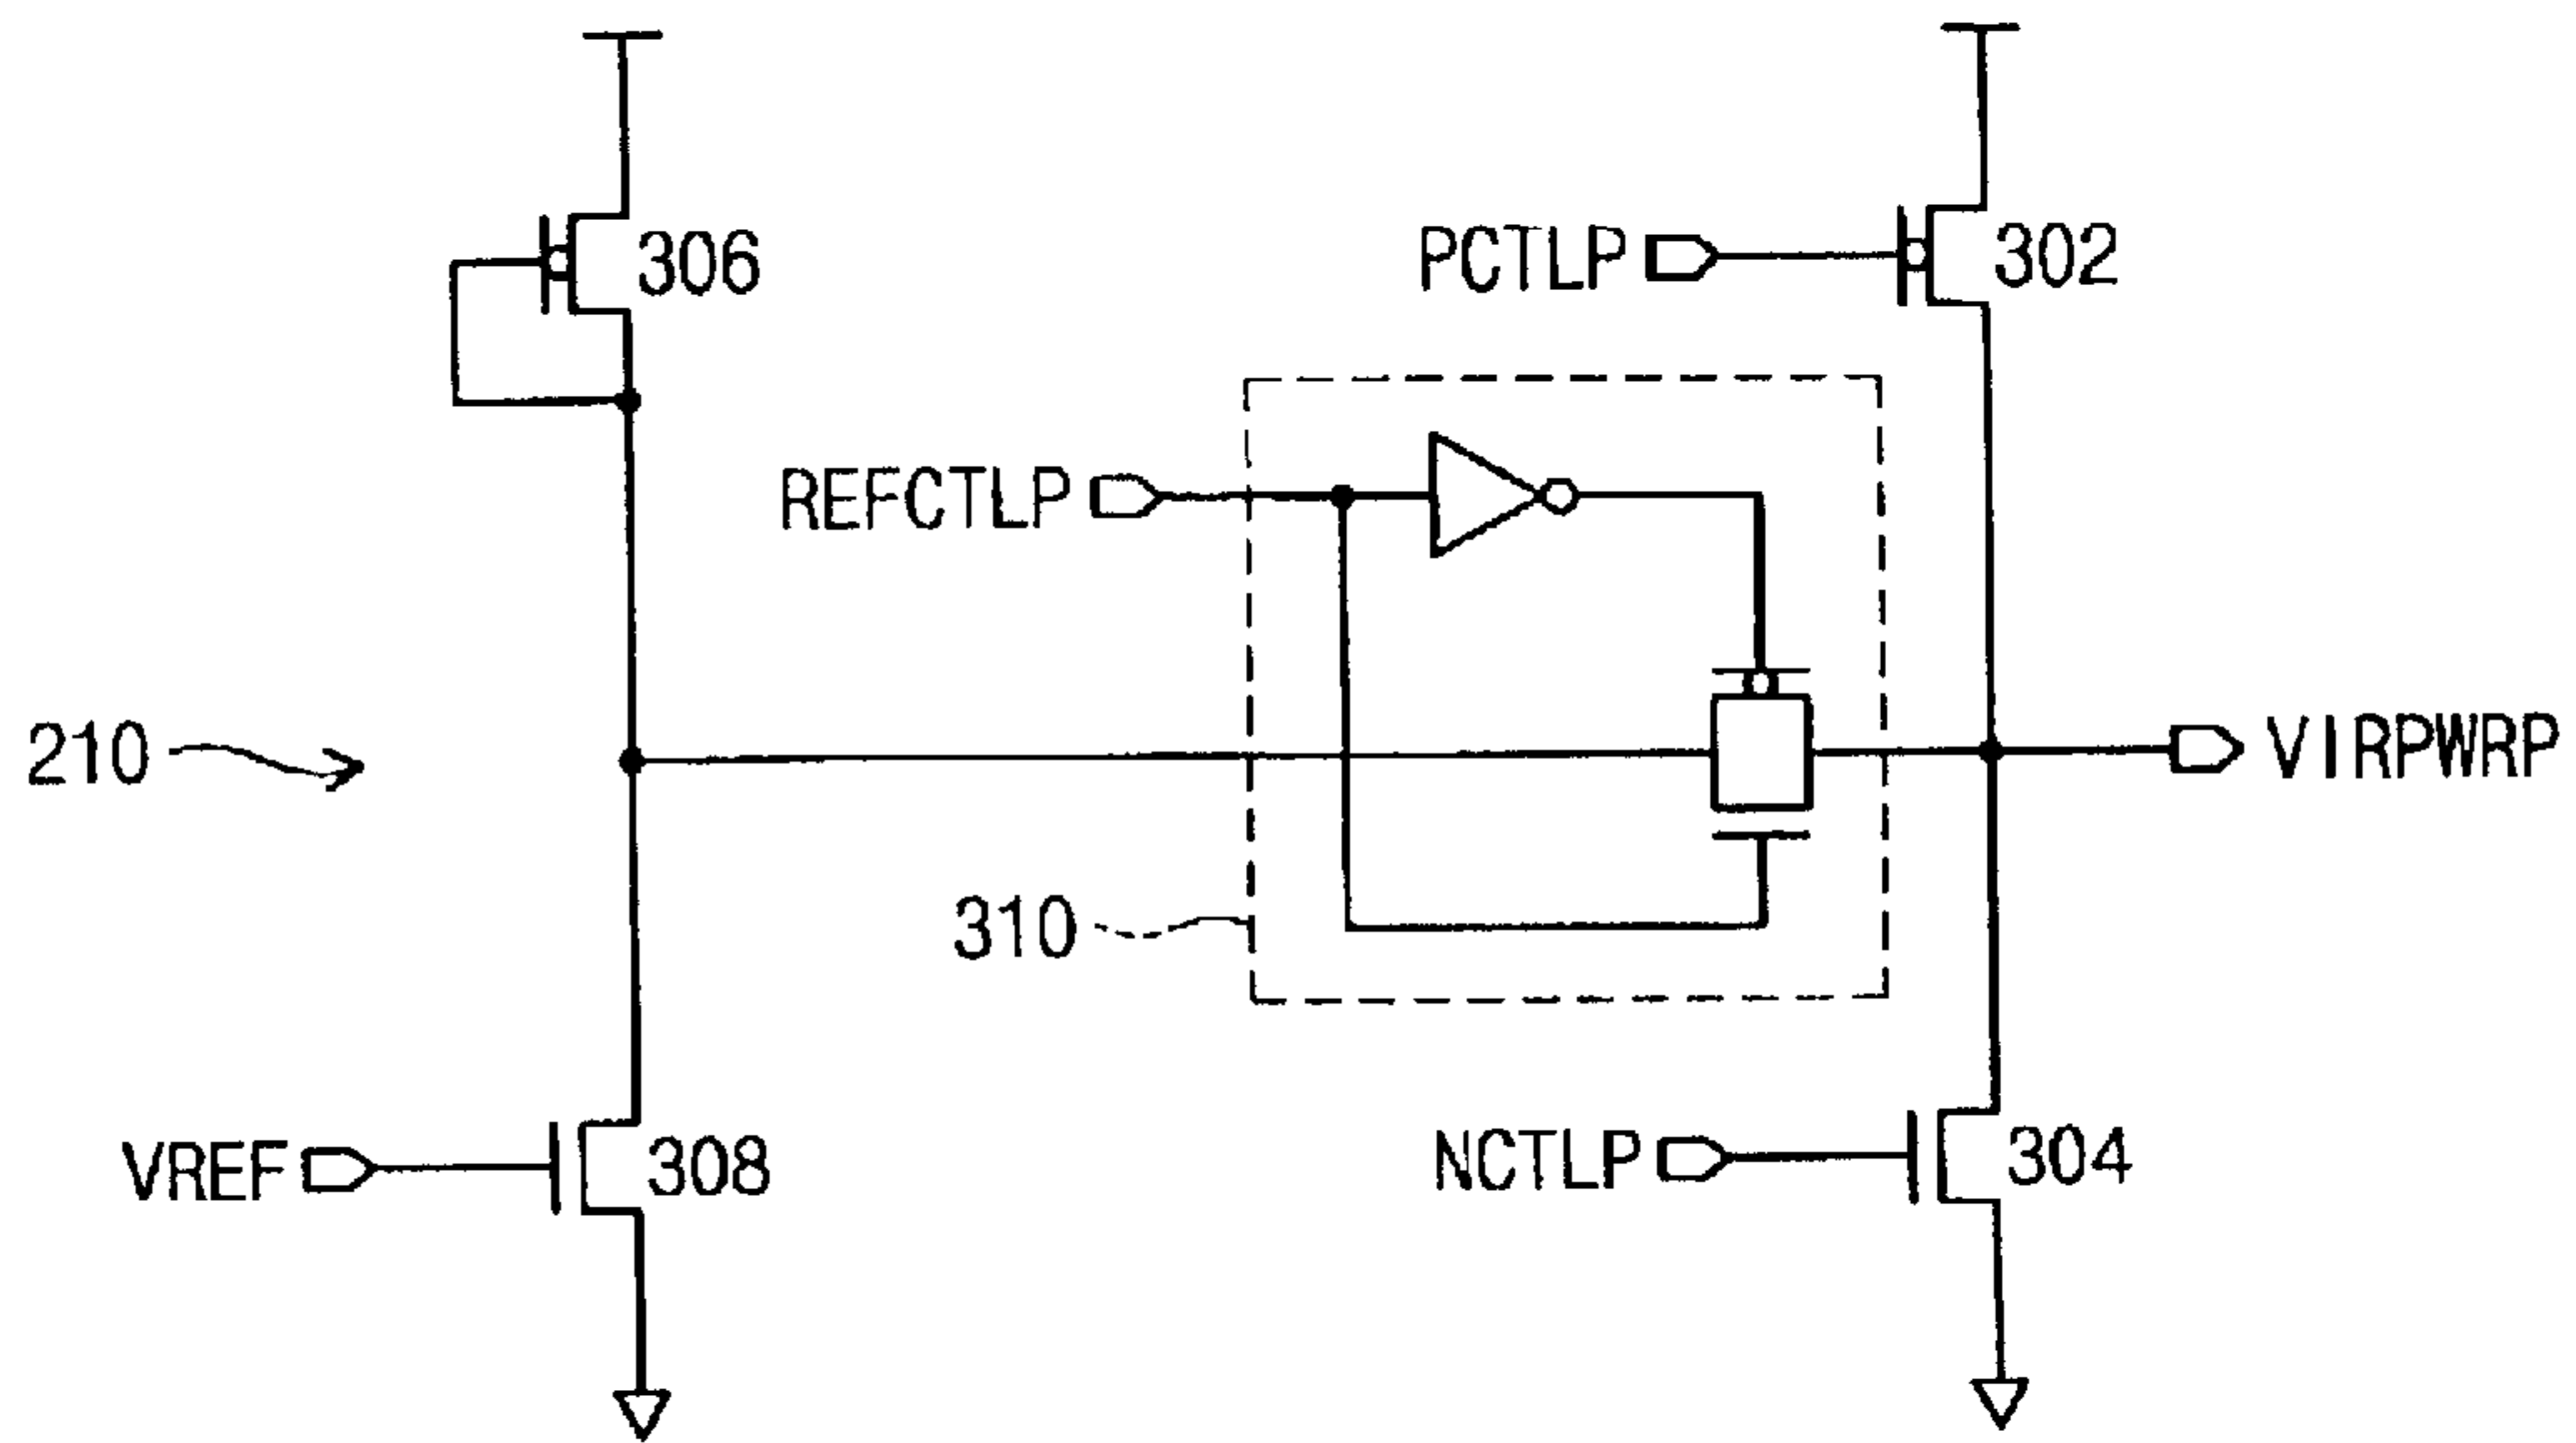 306
PCTLP
302
REFCTLP
210
VIRPWRP
310
VREF
308
NCTLP
304